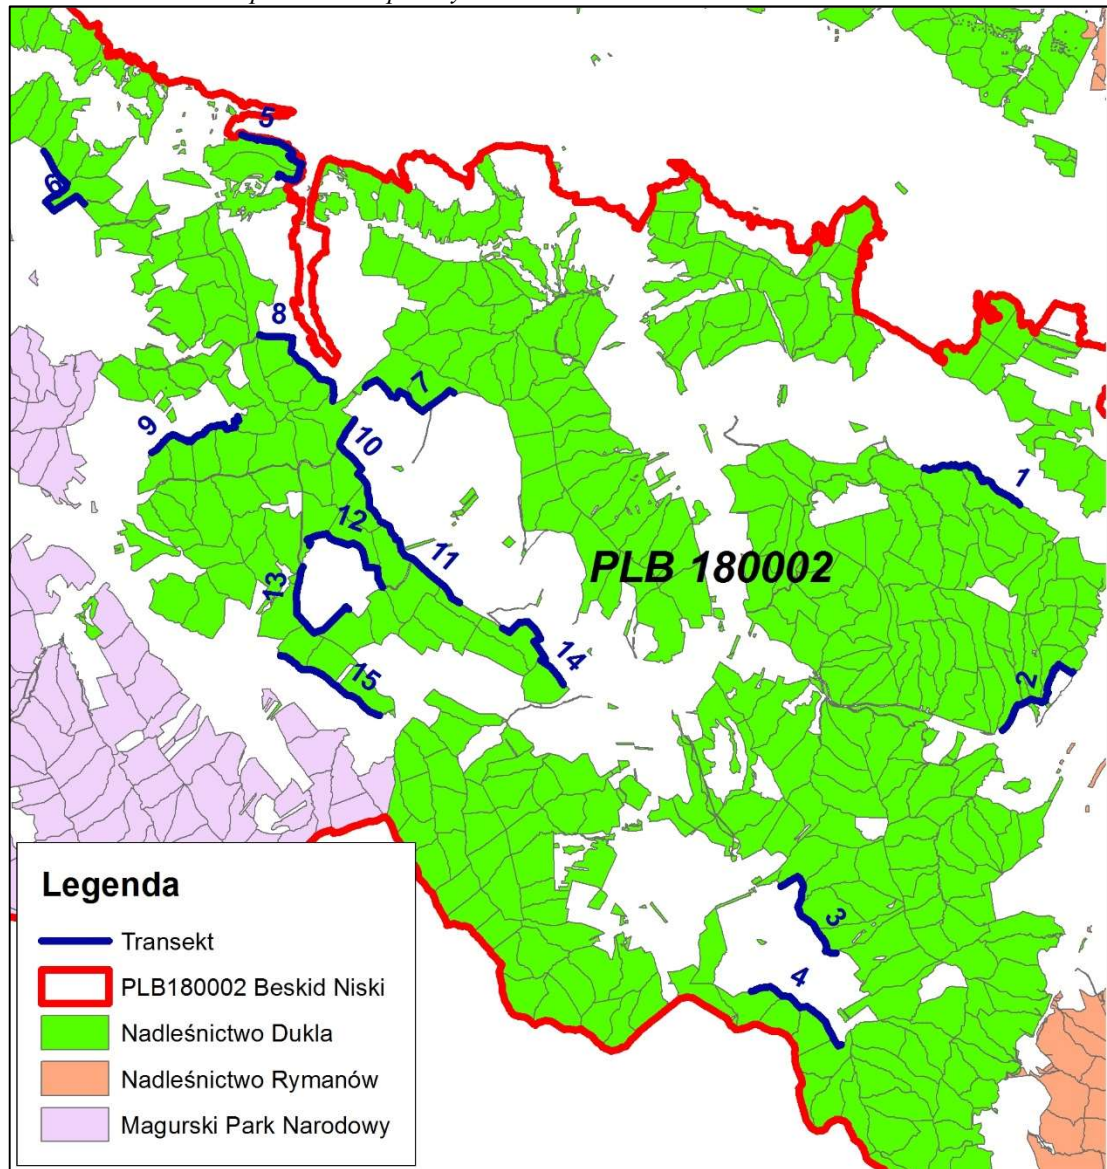 5
6
8
7
9
10
1
12
11
PLB 180002
13
14
2
15
3
4
Legenda
Transekt
PLB180002 Beskid Niski
Nadleśnictwo Dukla
Nadleśnictwo Rymanów
Magurski Park Narodowy